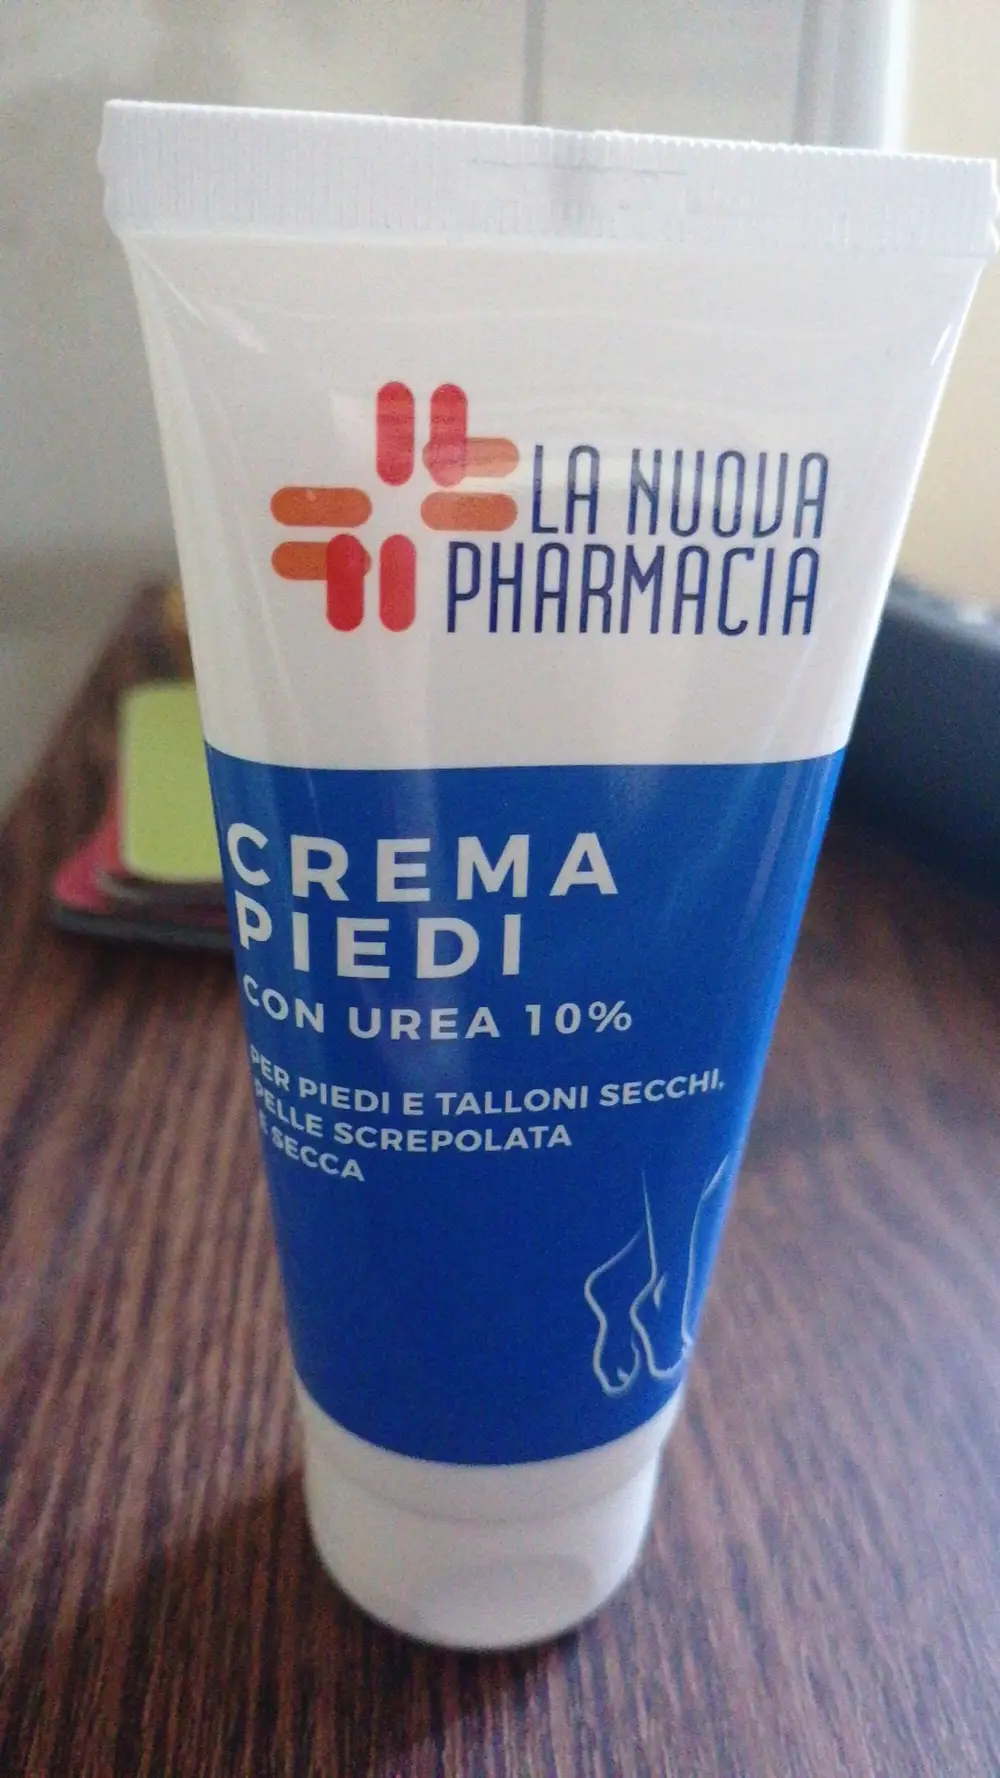 LA NUOVA
PHARMACIA
CREMA
PIEDI
CON UREA 10%
PER PIEDI E TALLONI SECCHI,
PELLE SCREPOLATA
E SECCA